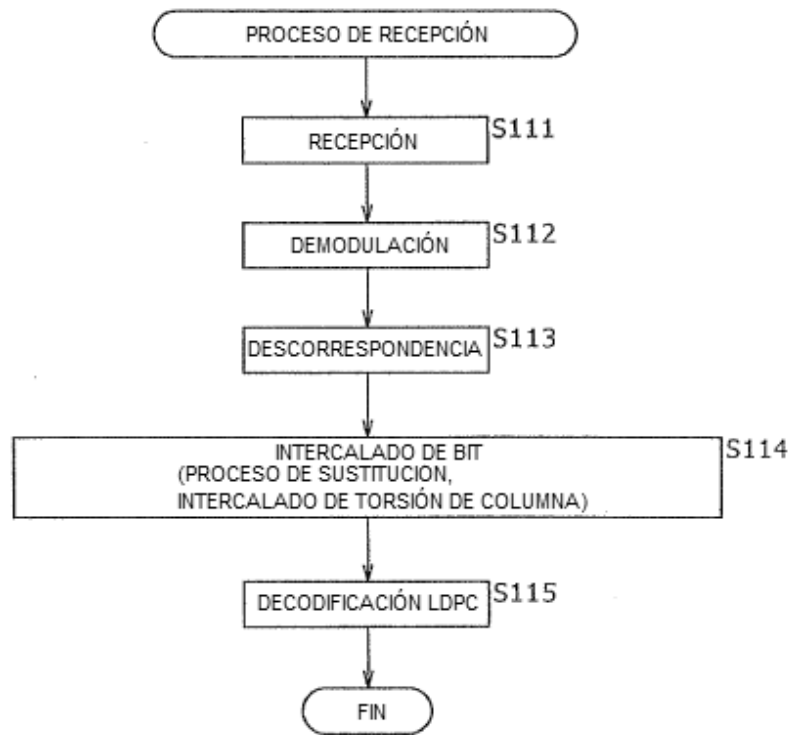 PROCESO DE RECEPCIÓN
RECEPCIÓN
S111
DEMODULACIÓN
S112
DESCORRESPONDENCIA
S113
INTERCALADO DE BIT
(PROCESO DE SUSTITUCION,
INTERCALADO DE TORSIÓN DE COLUMNA)
S114
DECODIFICACIÓN LDPC
S115
FIN